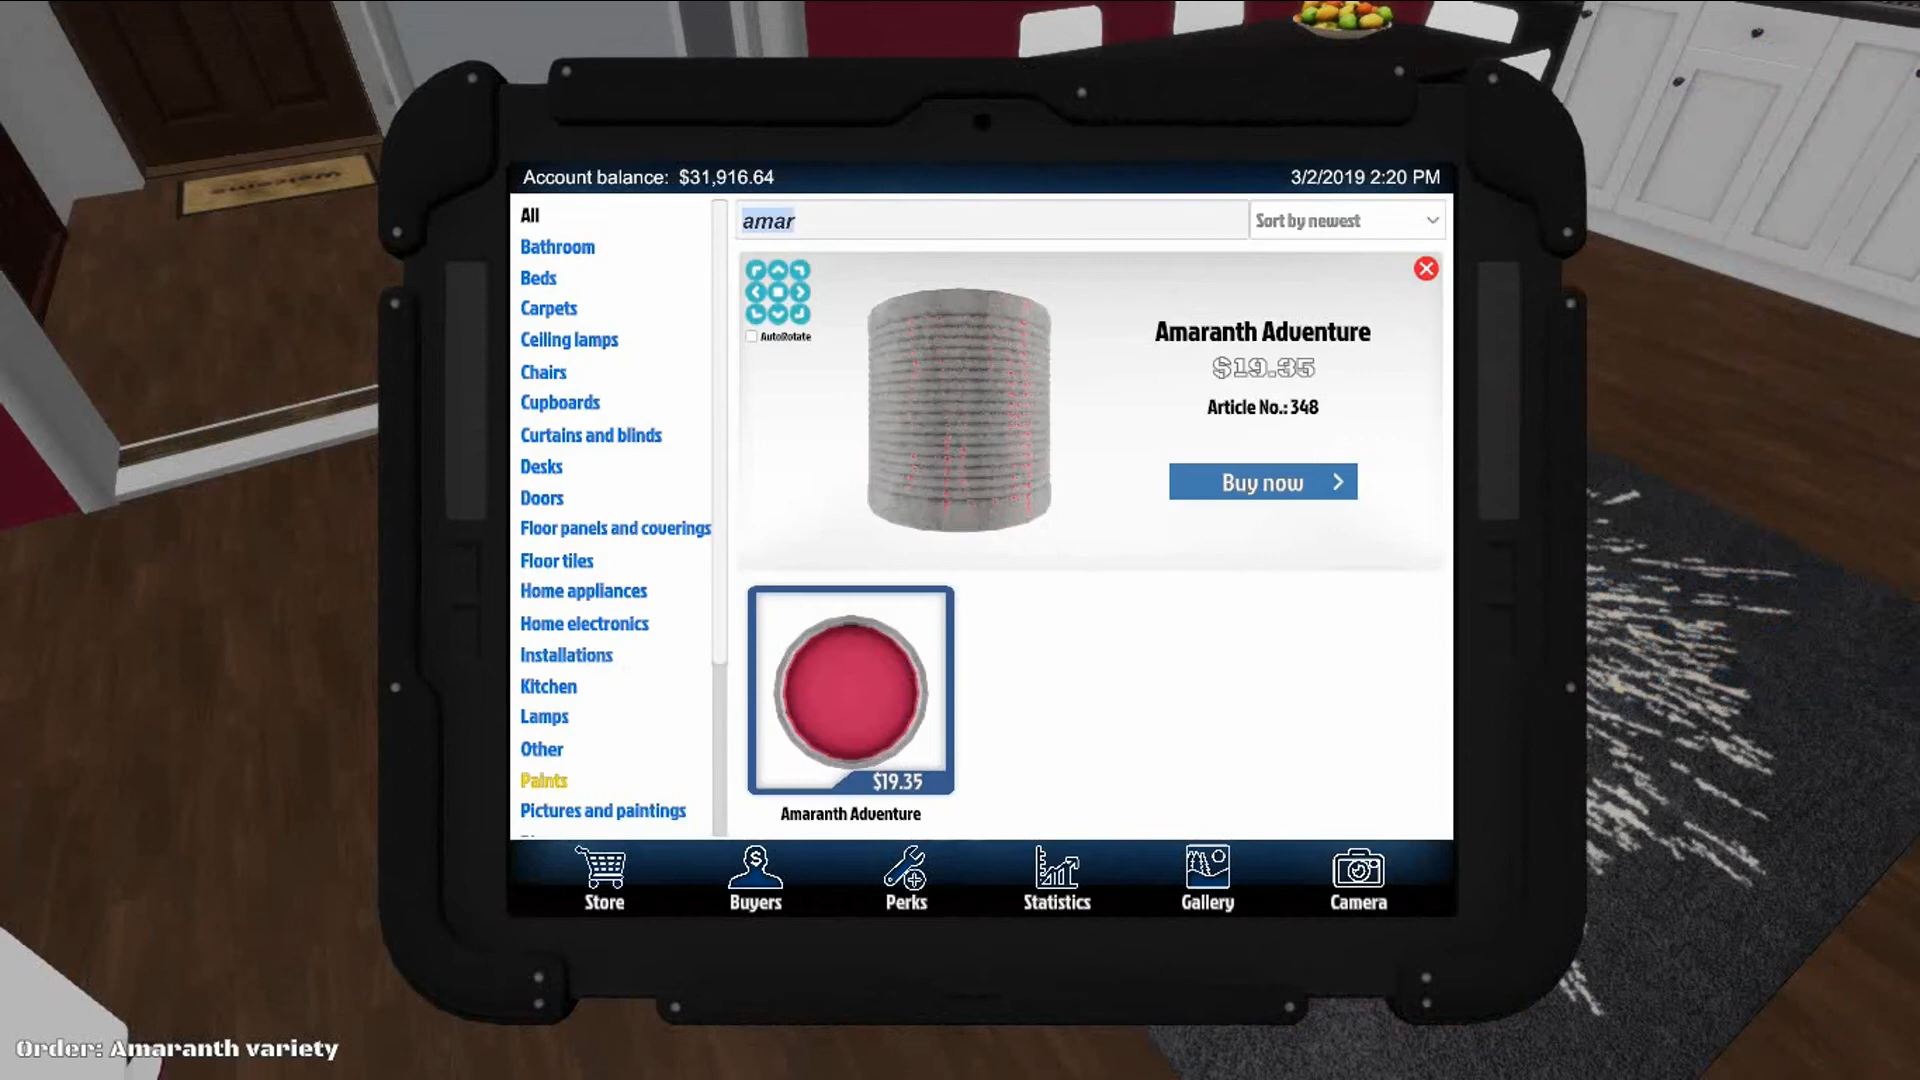 Account balance: $31,916.64
3/2/2019 2:20 PM
All
Bathroom
Beds
Carpets
Ceiling lamps
Chairs
Cupboards
Curtains and blinds
Desks
Doors
Floor panels and coverings
Floor tiles
Home appliances
Home electronics
Installations
Kitchen
Lamps
Other
Paints
Pictures and paintings
amar
Sort by newest
AutoRotate
Amaranth Adventure
$19.35
Article No.: 348
Buy now
$19.35
Amaranth Adventure
Store
Buyers
Perks
Statistics
Gallery
Camera
Welcome
Order: Amaranth variety